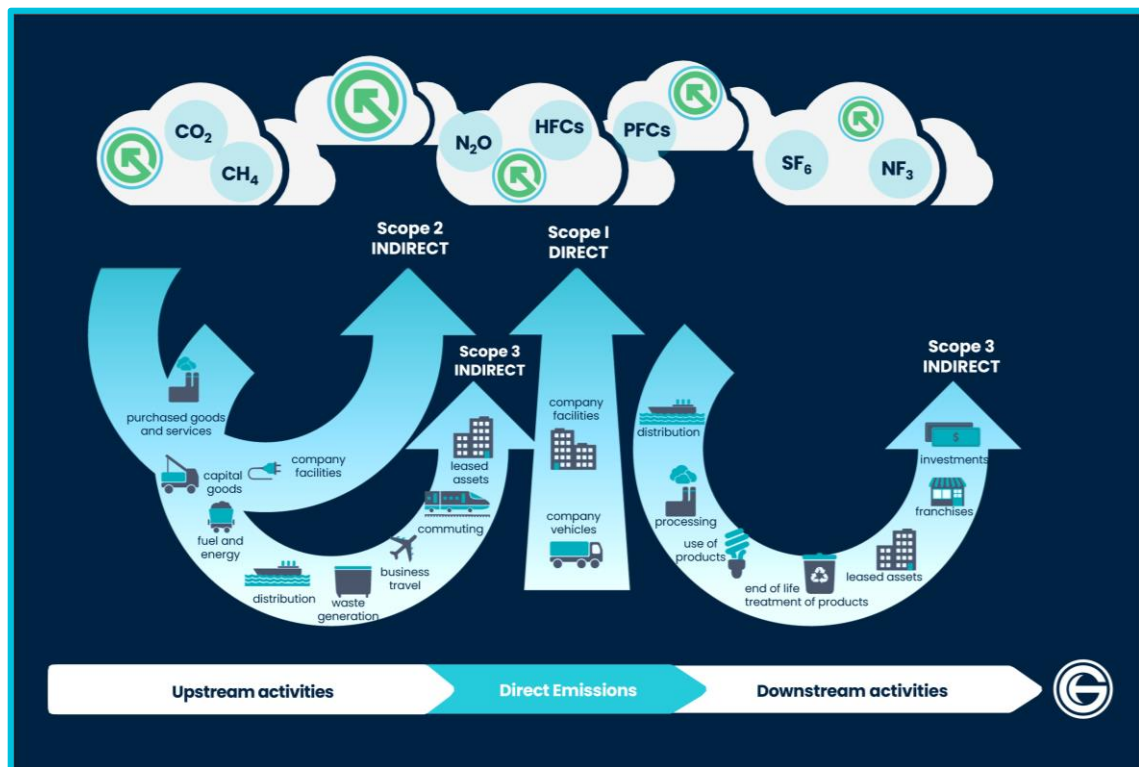 CO₂
CH₄
N₂O
HFCs
PFCs
SF₆
NF₃
Scope 2
INDIRECT
Scope I
DIRECT
Scope 3
INDIRECT
Scope 3
INDIRECT
purchased goods
and services
capital
goods
company
facilities
fuel and
energy
distribution
waste
generation
business
travel
commuting
leased
assets
company
facilities
company
vehicles
distribution
processing
use of
products
end of life
treatment of products
leased assets
franchises
investments
$
Upstream activities
Direct Emissions
Downstream activities